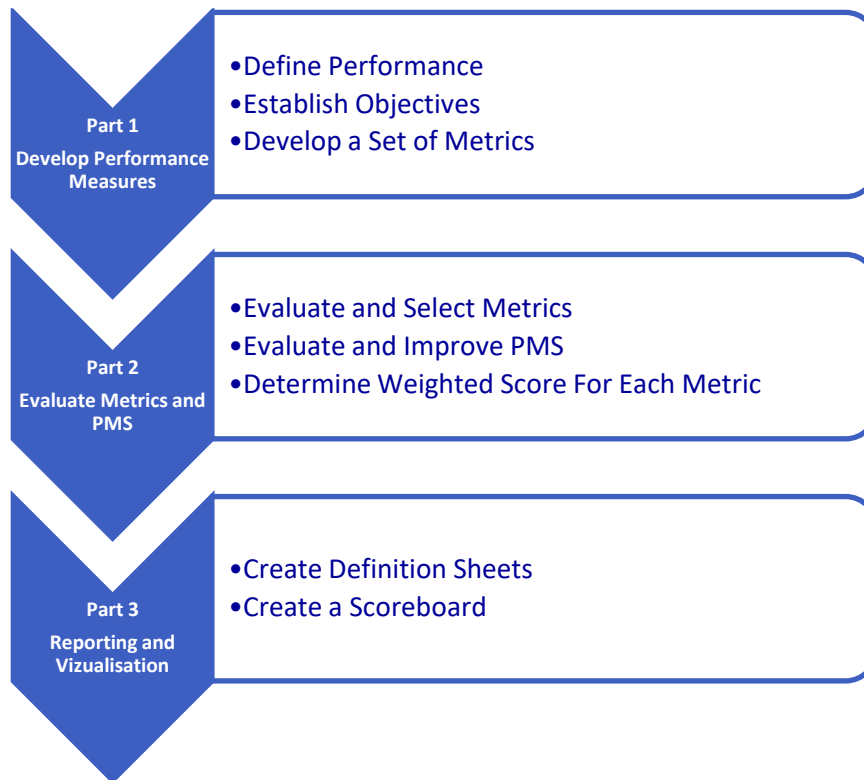 Part 1
Develop Performance
Measures
•Define Performance
•Establish Objectives
•Develop a Set of Metrics
Part 2
Evaluate Metrics and
PMS
•Evaluate and Select Metrics
•Evaluate and Improve PMS
•Determine Weighted Score For Each Metric
Part 3
Reporting and
Vizualisation
•Create Definition Sheets
•Create a Scoreboard